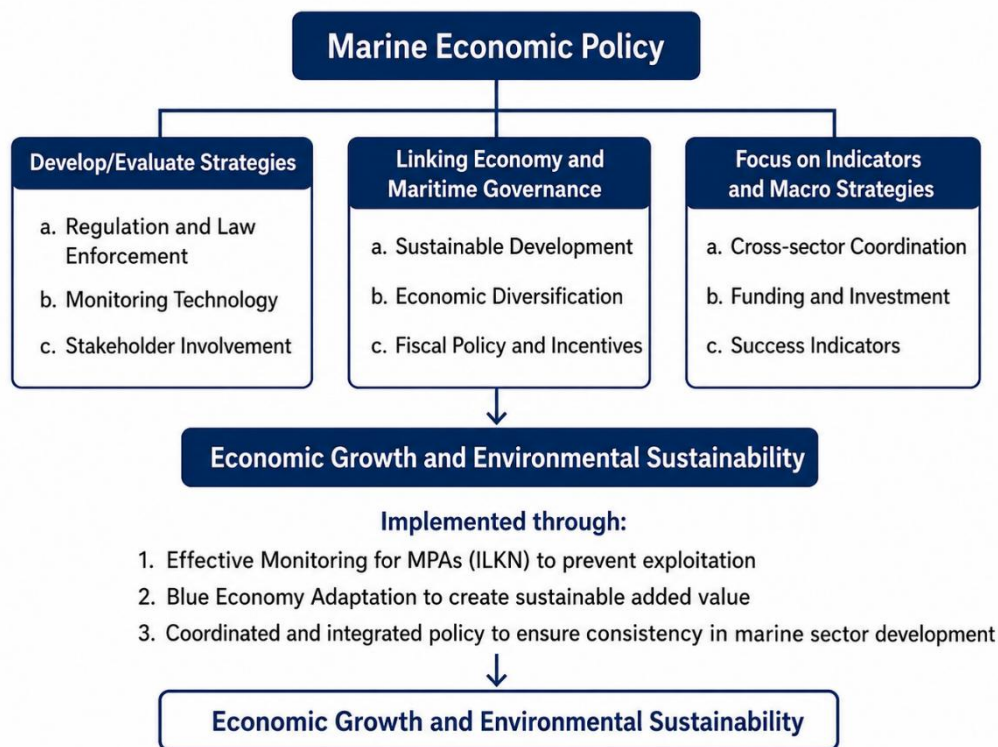 Marine Economic Policy
Develop/Evaluate Strategies
a. Regulation and Law
Enforcement
b. Monitoring Technology
c. Stakeholder Involvement
Linking Economy and
Maritime Governance
a. Sustainable Development
b. Economic Diversification
c. Fiscal Policy and Incentives
Focus on Indicators
and Macro Strategies
a. Cross-sector Coordination
b. Funding and Investment
c. Success Indicators
Economic Growth and Environmental Sustainability
Implemented through:
1. Effective Monitoring for MPAs (ILKN) to prevent exploitation
2. Blue Economy Adaptation to create sustainable added value
3. Coordinated and integrated policy to ensure consistency in marine sector development
Economic Growth and Environmental Sustainability